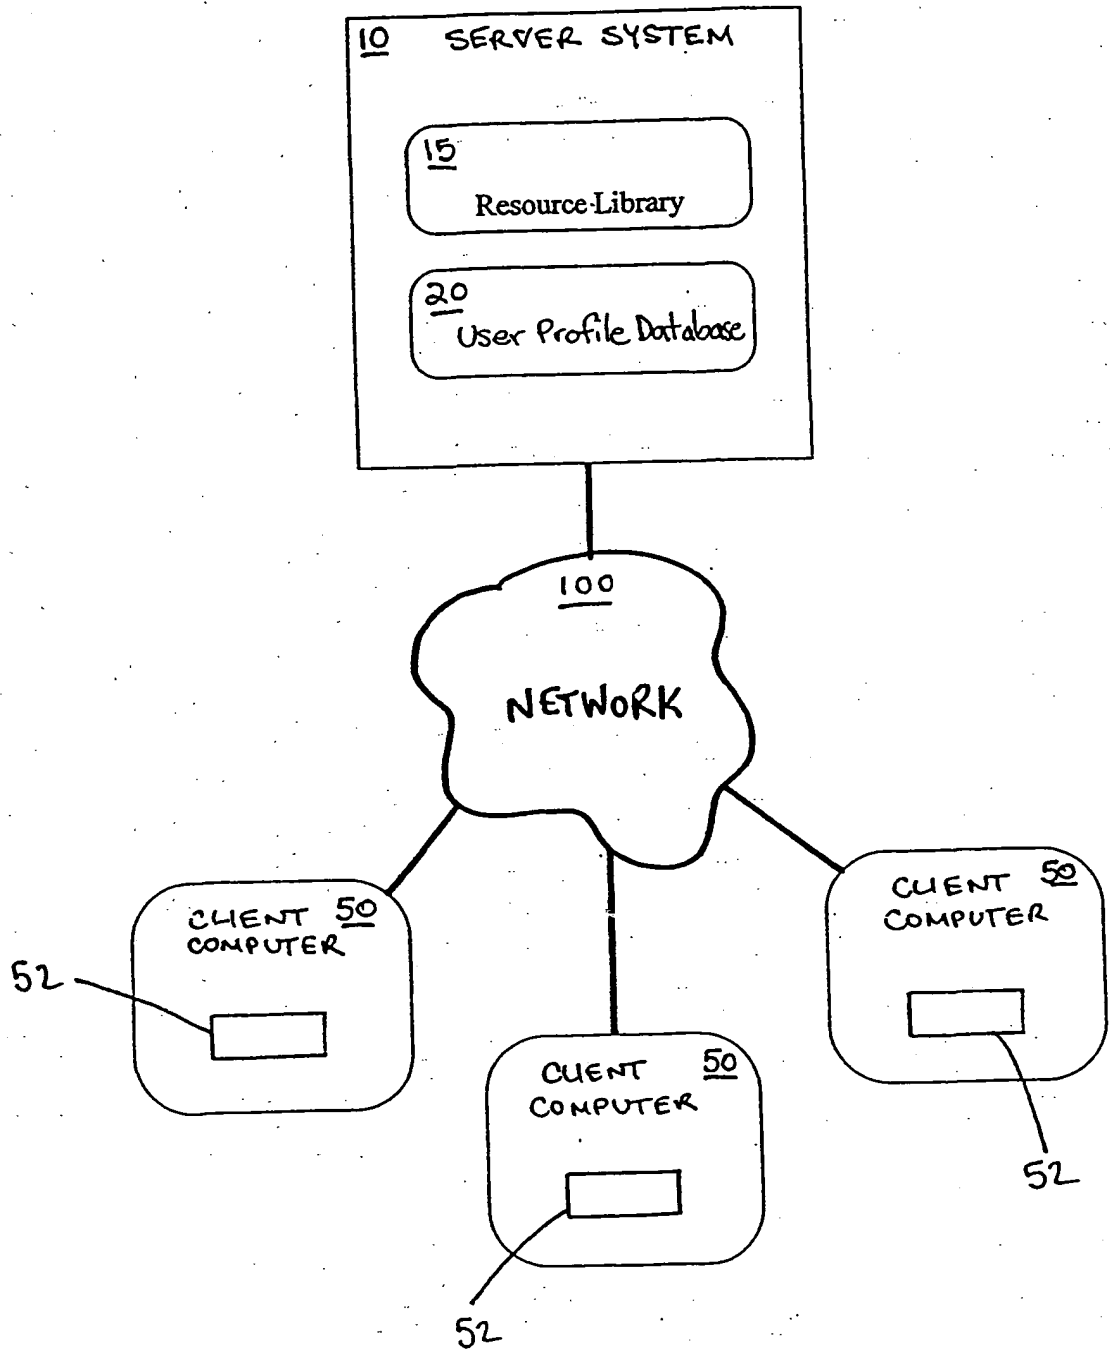 10 SERVER SYSTEM
15
Resource Library
20
User Profile Database
100
NETWORK
CLIENT 50
COMPUTER
52
CLIENT 50
COMPUTER
52
CLIENT 50
COMPUTER
52